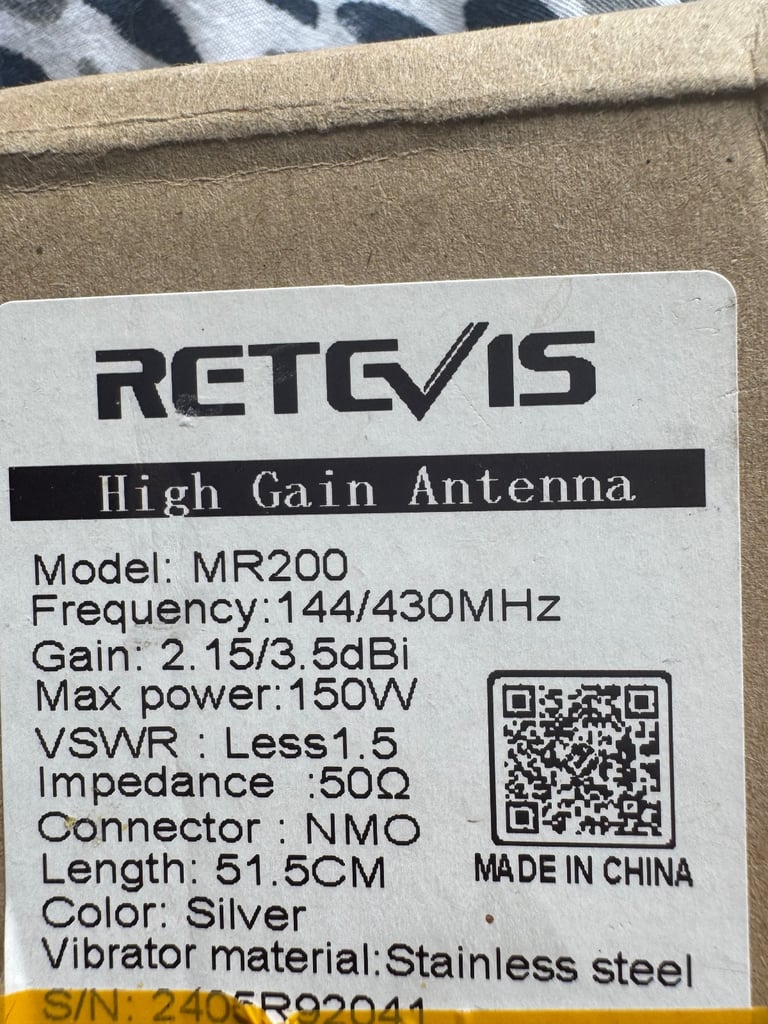 RETEVIS
High Gain Antenna
Model: MR200
Frequency:144/430MHz
Gain: 2.15/3.5dBi
Max power:150W
VSWR : Less1.5
Impedance :50Ω
Connector : NMO
Length: 51.5CM
MADE IN CHINA
Color: Silver
Vibrator material:Stainless steel
S/N: 2405R92041